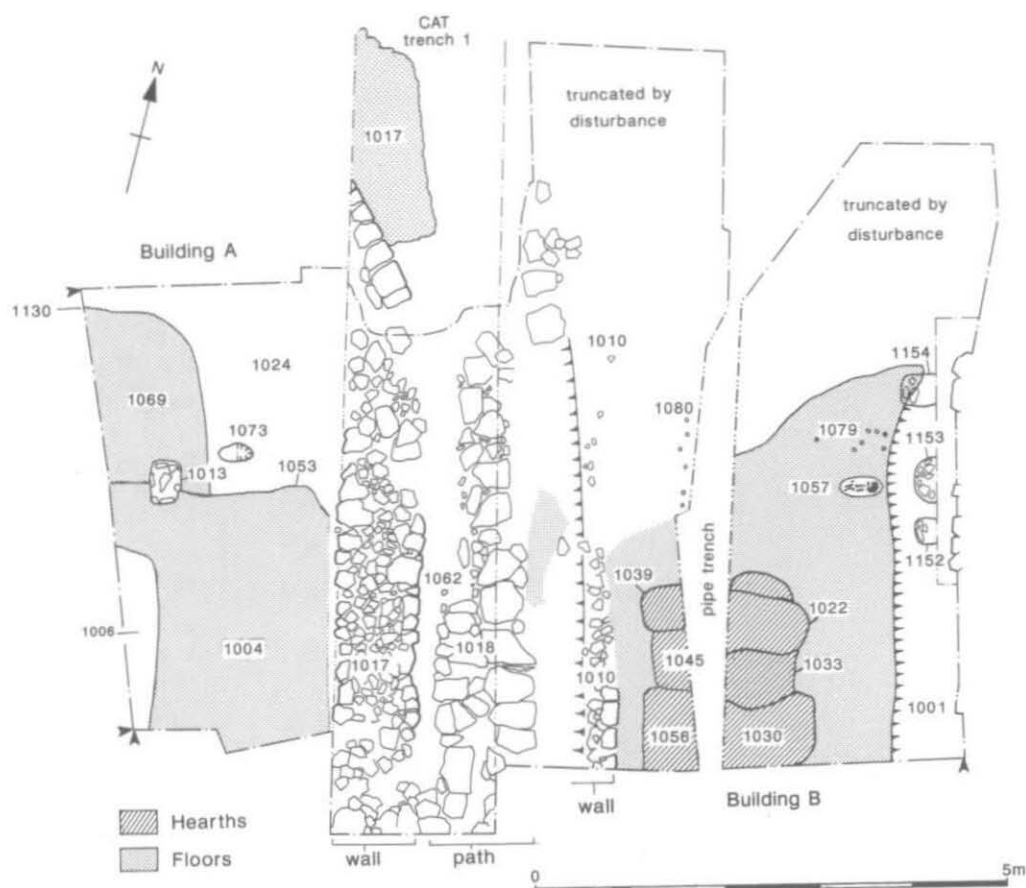 CAT
trench 1
N
1017
truncated by
disturbance
truncated by
disturbance
Building A
1130
1024
1010
1154
1069
1080
1079
1073
1153
1013
1053
1057
1152
1039
1062
pipe trench
1022
1006
1004
1017
1018
1010
1045
1033
1001
1056
1030
wall
Building B
Hearths
Floors
wall
path
0
5m